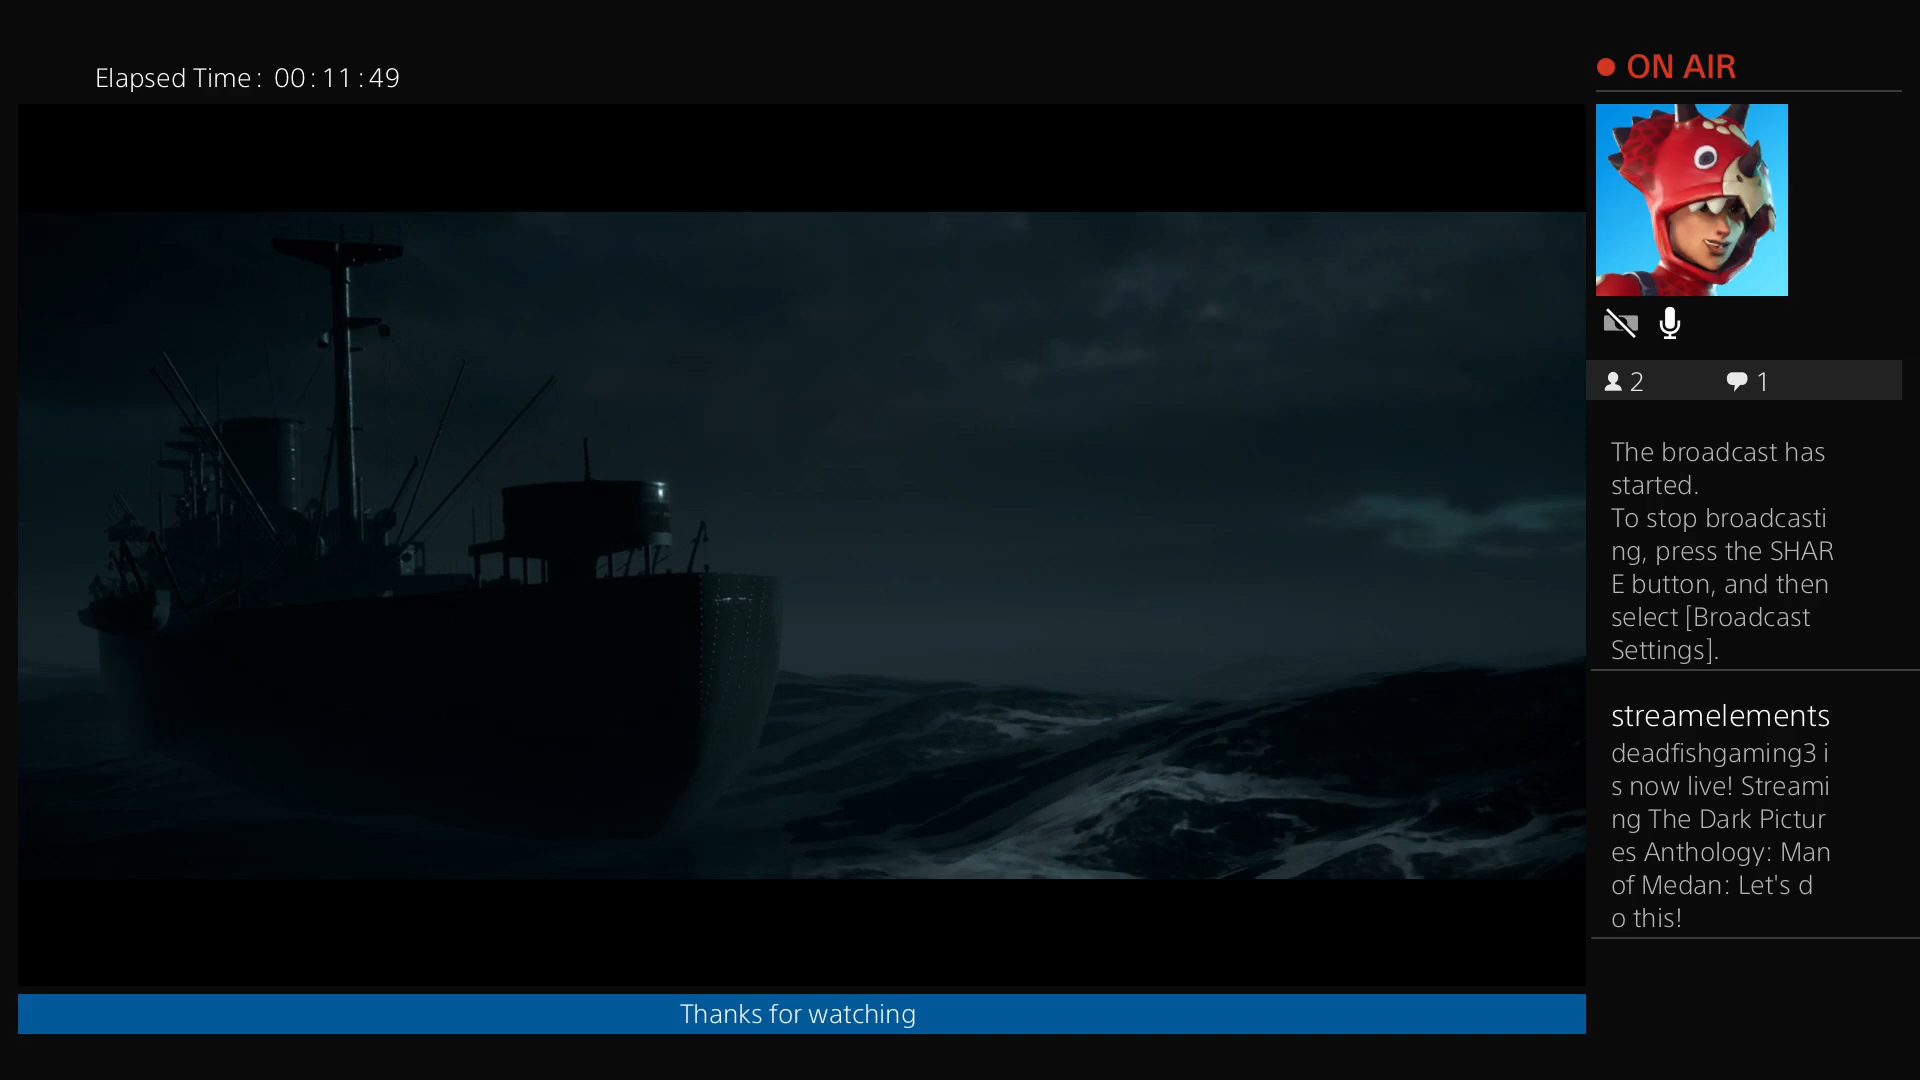 Elapsed Time: 00:11:49
ON AIR
2 1
The broadcast has
started.
To stop broadcasti
ng, press the SHAR
E button, and then
select [Broadcast
Settings].
streamelements
deadfishgaming3 i
s now live! Streami
ng The Dark Pictur
es Anthology: Man
of Medan: Let's d
o this!
Thanks for watching